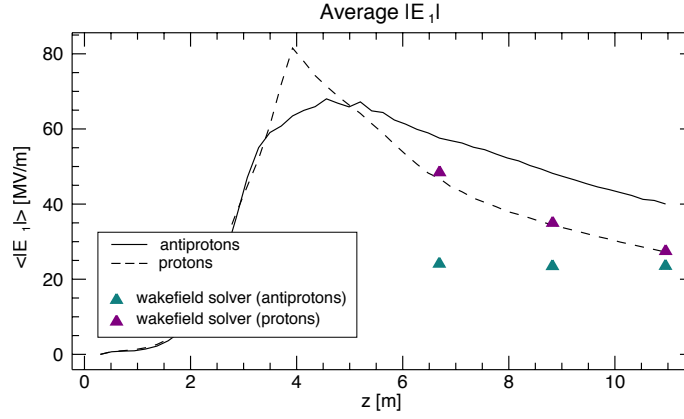 Average |E₁|
80
60
40
20
0
<|E₁|> [MV/m]
antiprotons
protons
wakefield solver (antiprotons)
wakefield solver (protons)
0 2 4 6 8 10
z [m]